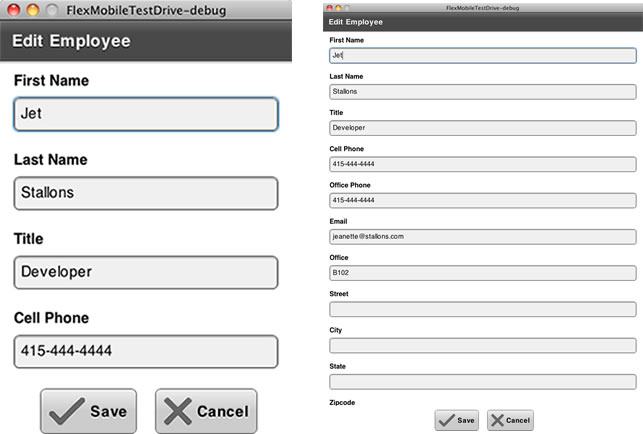 FlexMobileTestDrive-debug
Edit Employee
First Name
Jet
Last Name
Stallons
Title
Developer
Cell Phone
415-444-4444
Save
Cancel
FlexMobileTestDrive-debug
Edit Employee
First Name
Jet
Last Name
Stallons
Title
Developer
Cell Phone
415-444-4444
Office Phone
415-444-4444
Email
jeanette@stallons.com
Office
B102
Street
City
State
Zipcode
Save
Cancel